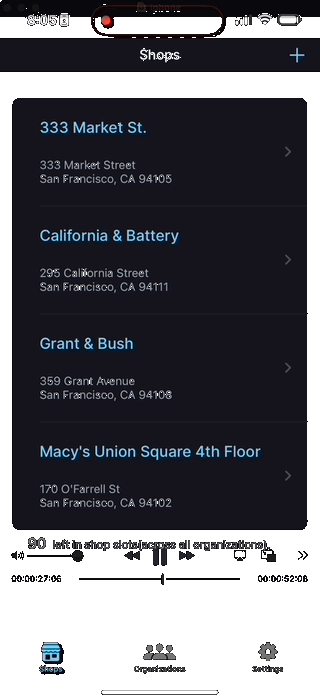 8:05
Shops
333 Market St.
333 Market Street
San Francisco, CA 94105
California & Battery
295 California Street
San Francisco, CA 94111
Grant & Bush
359 Grant Avenue
San Francisco, CA 94108
Macy's Union Square 4th Floor
170 O'Farrell St
San Francisco, CA 94102
90 left in shop slots(across all organizations).
00:00:27:06
00:00:52:08
Shops
Organizations
Settings